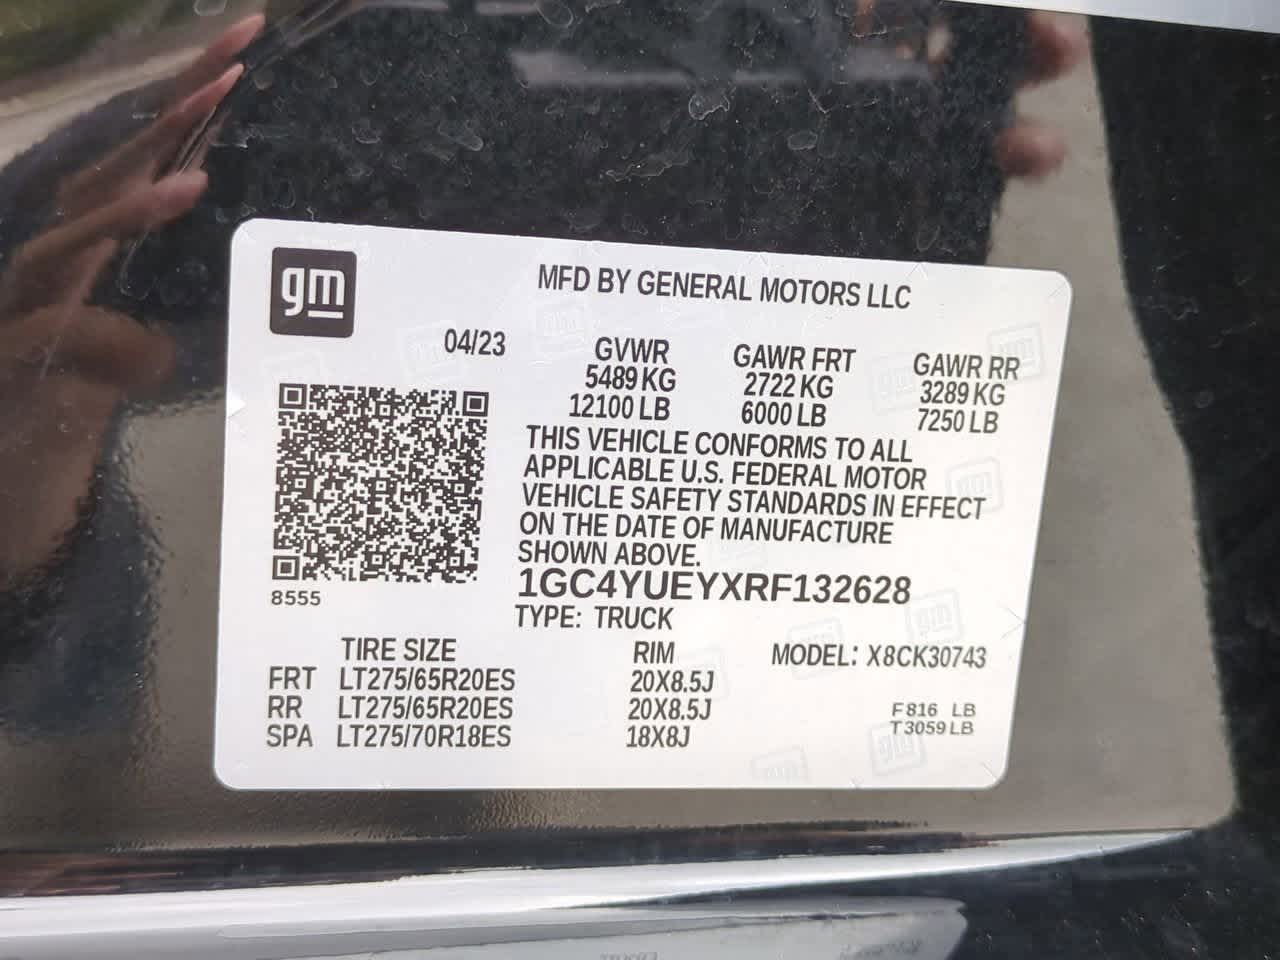 gm
MFD BY GENERAL MOTORS LLC
04/23
GVWR GAWR FRT GAWR RR
5489 KG 2722 KG 3289 KG
12100 LB 6000 LB 7250 LB
THIS VEHICLE CONFORMS TO ALL
APPLICABLE U.S. FEDERAL MOTOR
VEHICLE SAFETY STANDARDS IN EFFECT
ON THE DATE OF MANUFACTURE
SHOWN ABOVE.
1GC4YUEYXRF132628
8555
TYPE: TRUCK
TIRE SIZE RIM MODEL: X8CK30743
FRT LT275/65R20ES 20X8.5J
RR LT275/65R20ES 20X8.5J
SPA LT275/70R18ES 18X8J
F 816 LB
T 3059 LB